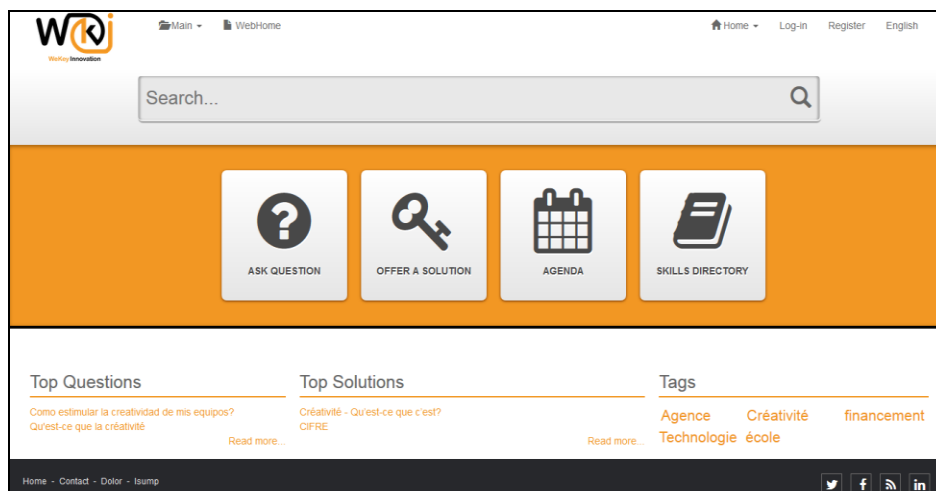 WKi
WeKey Innovation
Main
WebHome
Home
Log-in
Register
English
Search...
ASK QUESTION
OFFER A SOLUTION
AGENDA
SKILLS DIRECTORY
Top Questions
Como estimular la creatividad de mis equipos?
Qu'est-ce que la créativité
Read more...
Top Solutions
Créativité - Qu'est-ce que c'est?
CIFRE
Read more...
Tags
Agence Créativité financement
Technologie école
Home - Contact - Dolor - Isump